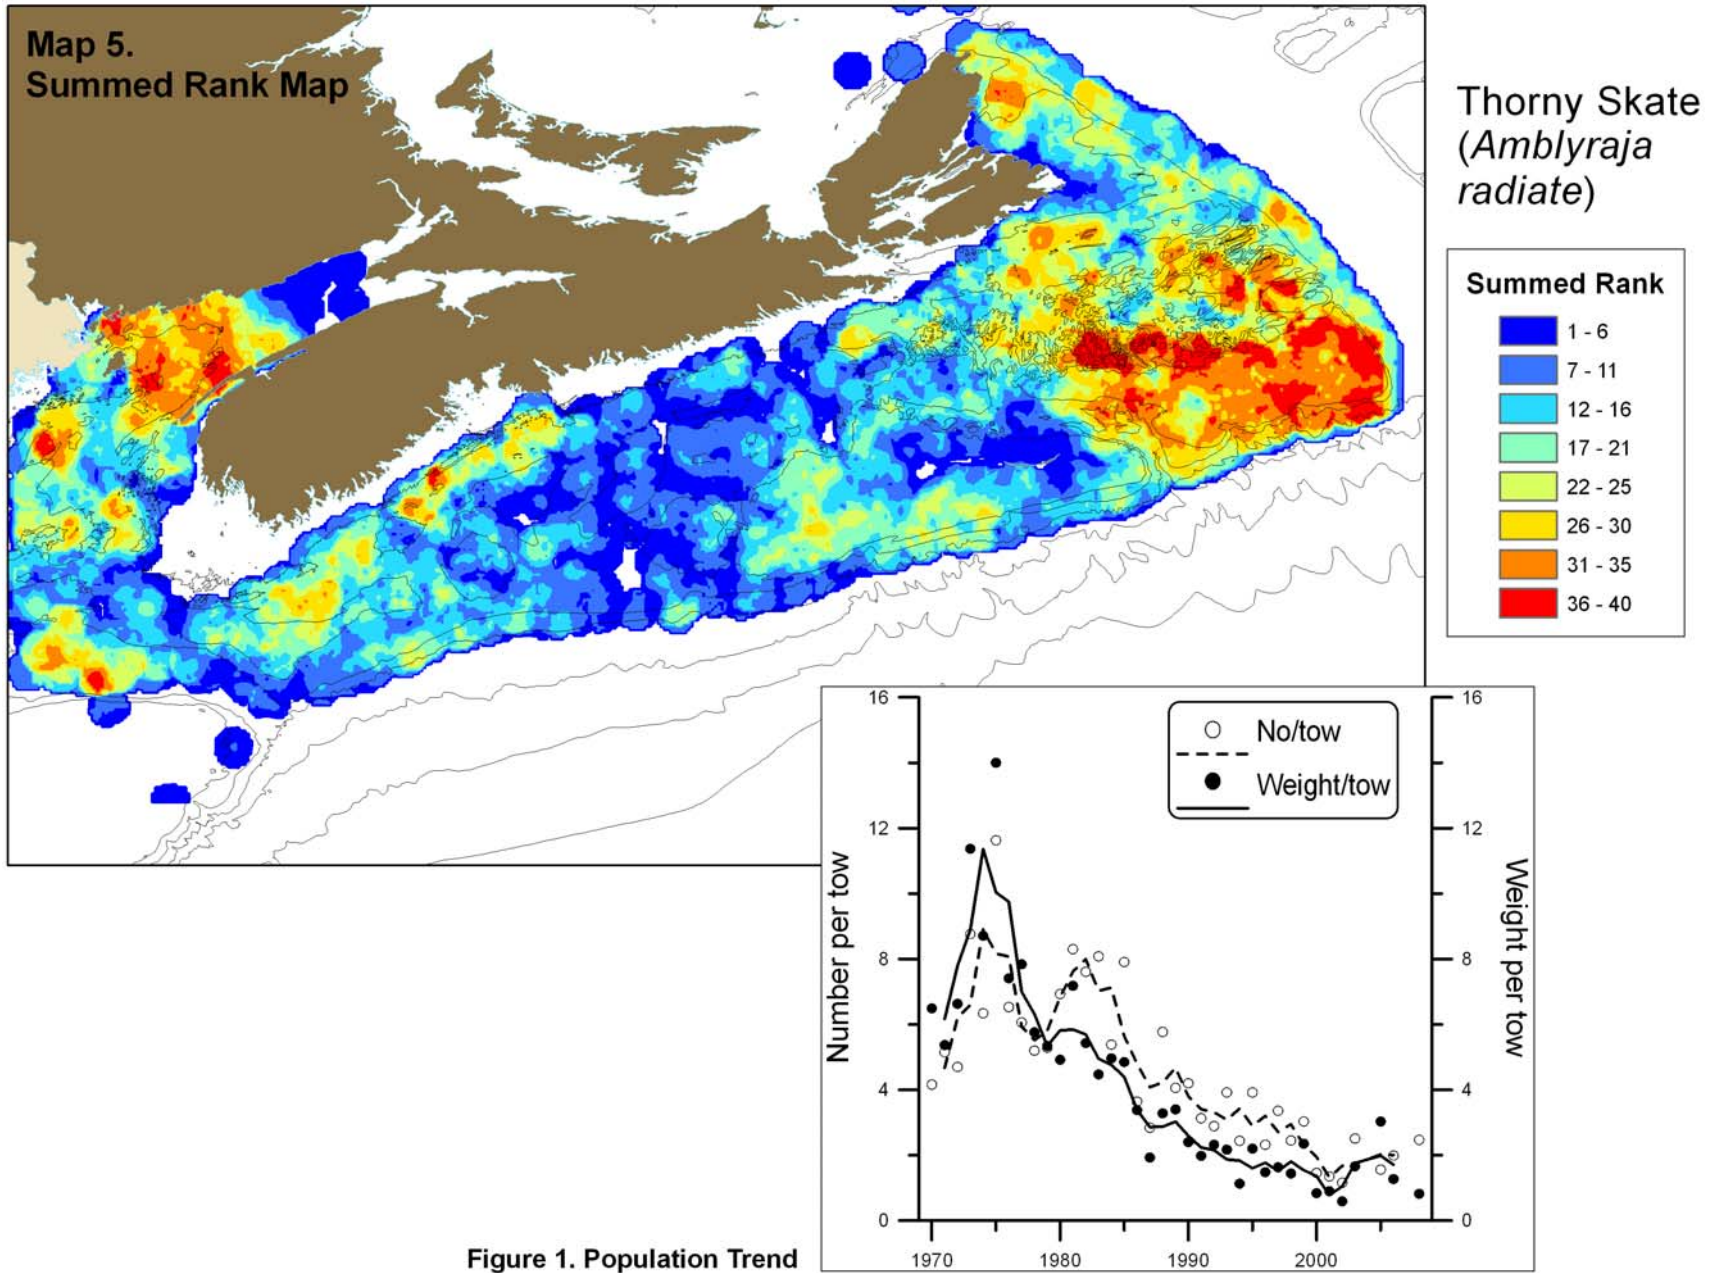 Map 5.
Summed Rank Map
Thorny Skate
(Amblyraja
radiate)
Summed Rank
1 - 6
7 - 11
12 - 16
17 - 21
22 - 25
26 - 30
31 - 35
36 - 40
No/tow
Weight/tow
Number per tow
16
12
8
4
0
Weight per tow
16
12
8
4
0
1970
1980
1990
2000
Figure 1. Population Trend